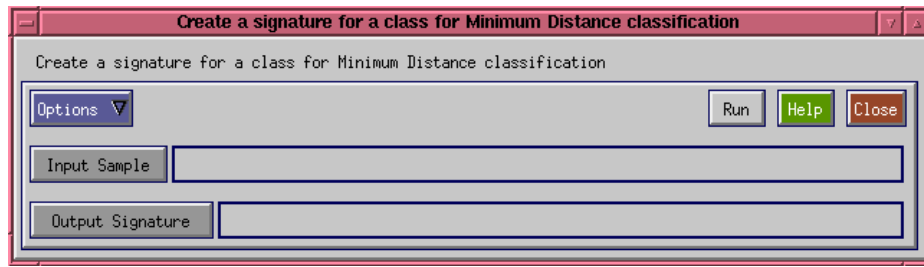 Create a signature for a class for Minimum Distance classification
Create a signature for a class for Minimum Distance classification
Options Run Help Close
Input Sample
Output Signature